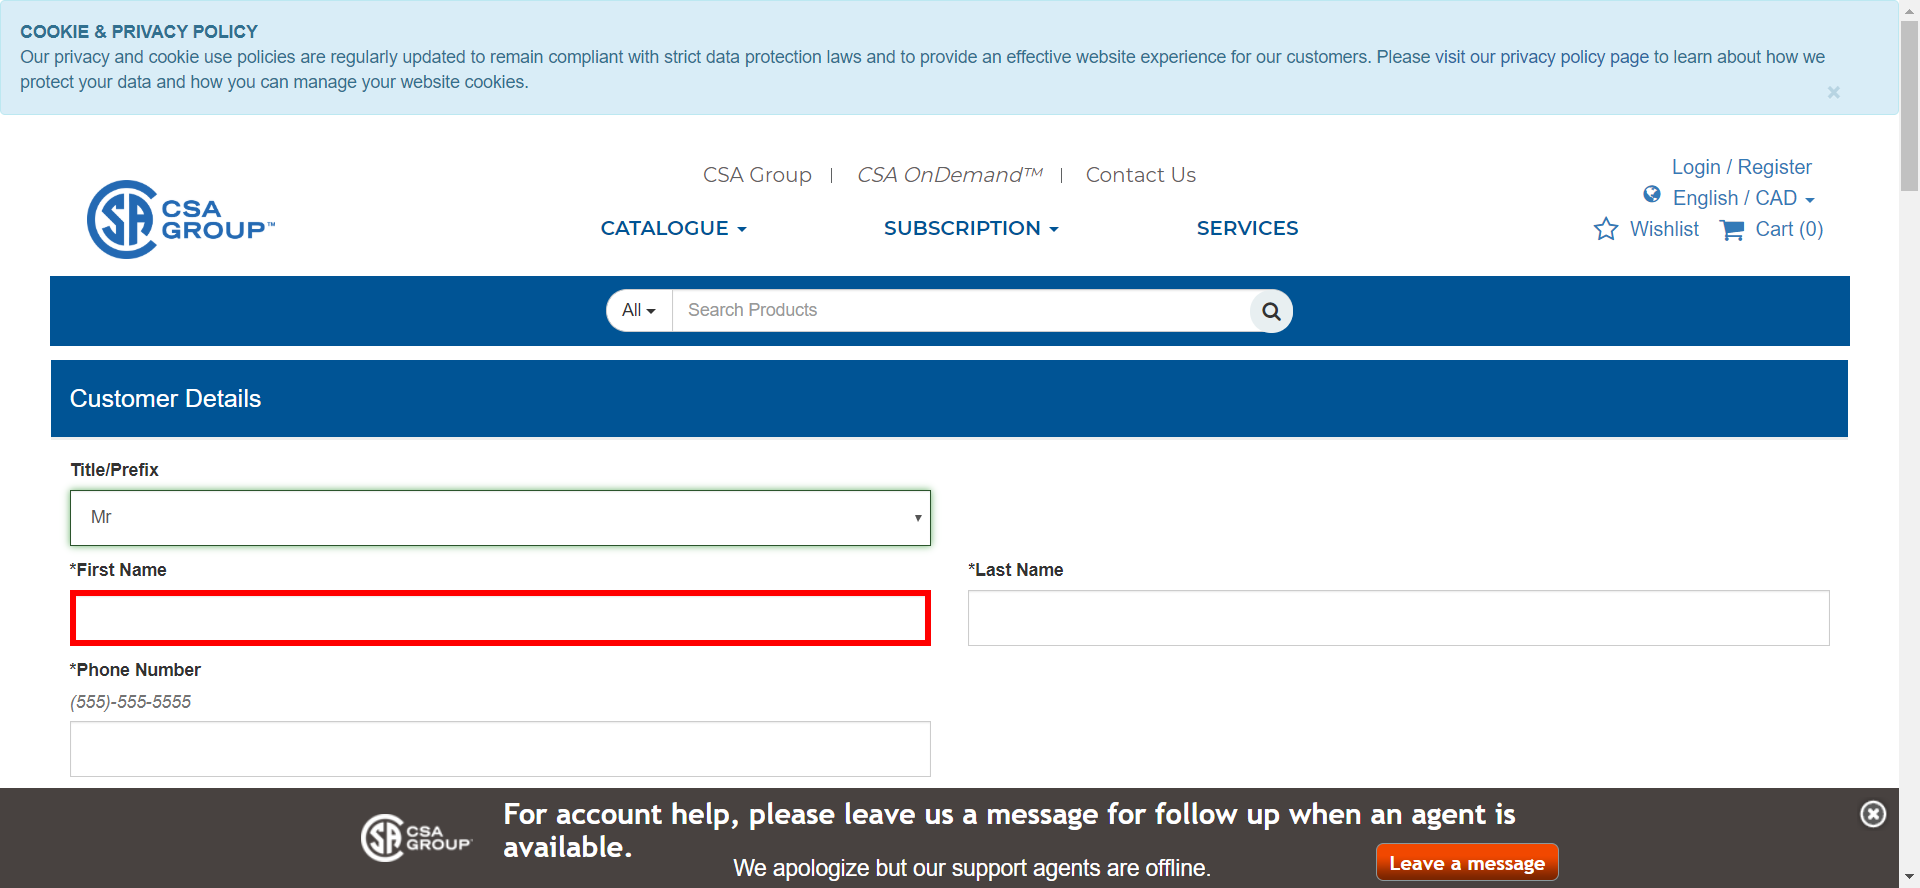 COOKIE & PRIVACY POLICY
Our privacy and cookie use policies are regularly updated to remain compliant with strict data protection laws and to provide an effective website experience for our customers. Please visit our privacy policy page to learn about how we
protect your data and how you can manage your website cookies.
×
CSA Group | CSA OnDemand™ | Contact Us
Login / Register
English / CAD
CSA GROUP™
CATALOGUE SUBSCRIPTION SERVICES
Wishlist Cart (0)
All Search Products
Customer Details
Title/Prefix
Mr
*First Name *Last Name
*Phone Number
(555)-555-5555
CSA GROUP
For account help, please leave us a message for follow up when an agent is
available.
We apologize but our support agents are offline.
Leave a message